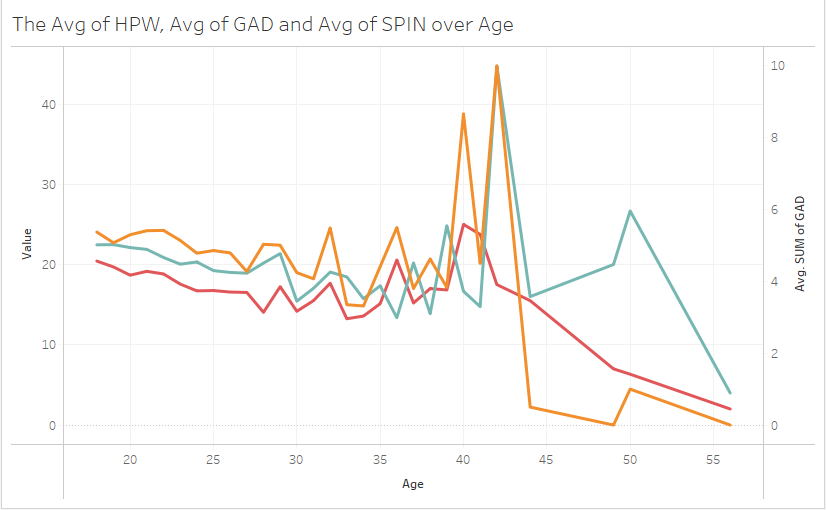 The Avg of HPW, Avg of GAD and Avg of SPIN over Age
40
30
20
10
0
Value
10
8
6
4
2
0
Avg. SUM of GAD
20 25 30 35 40 45 50 55
Age